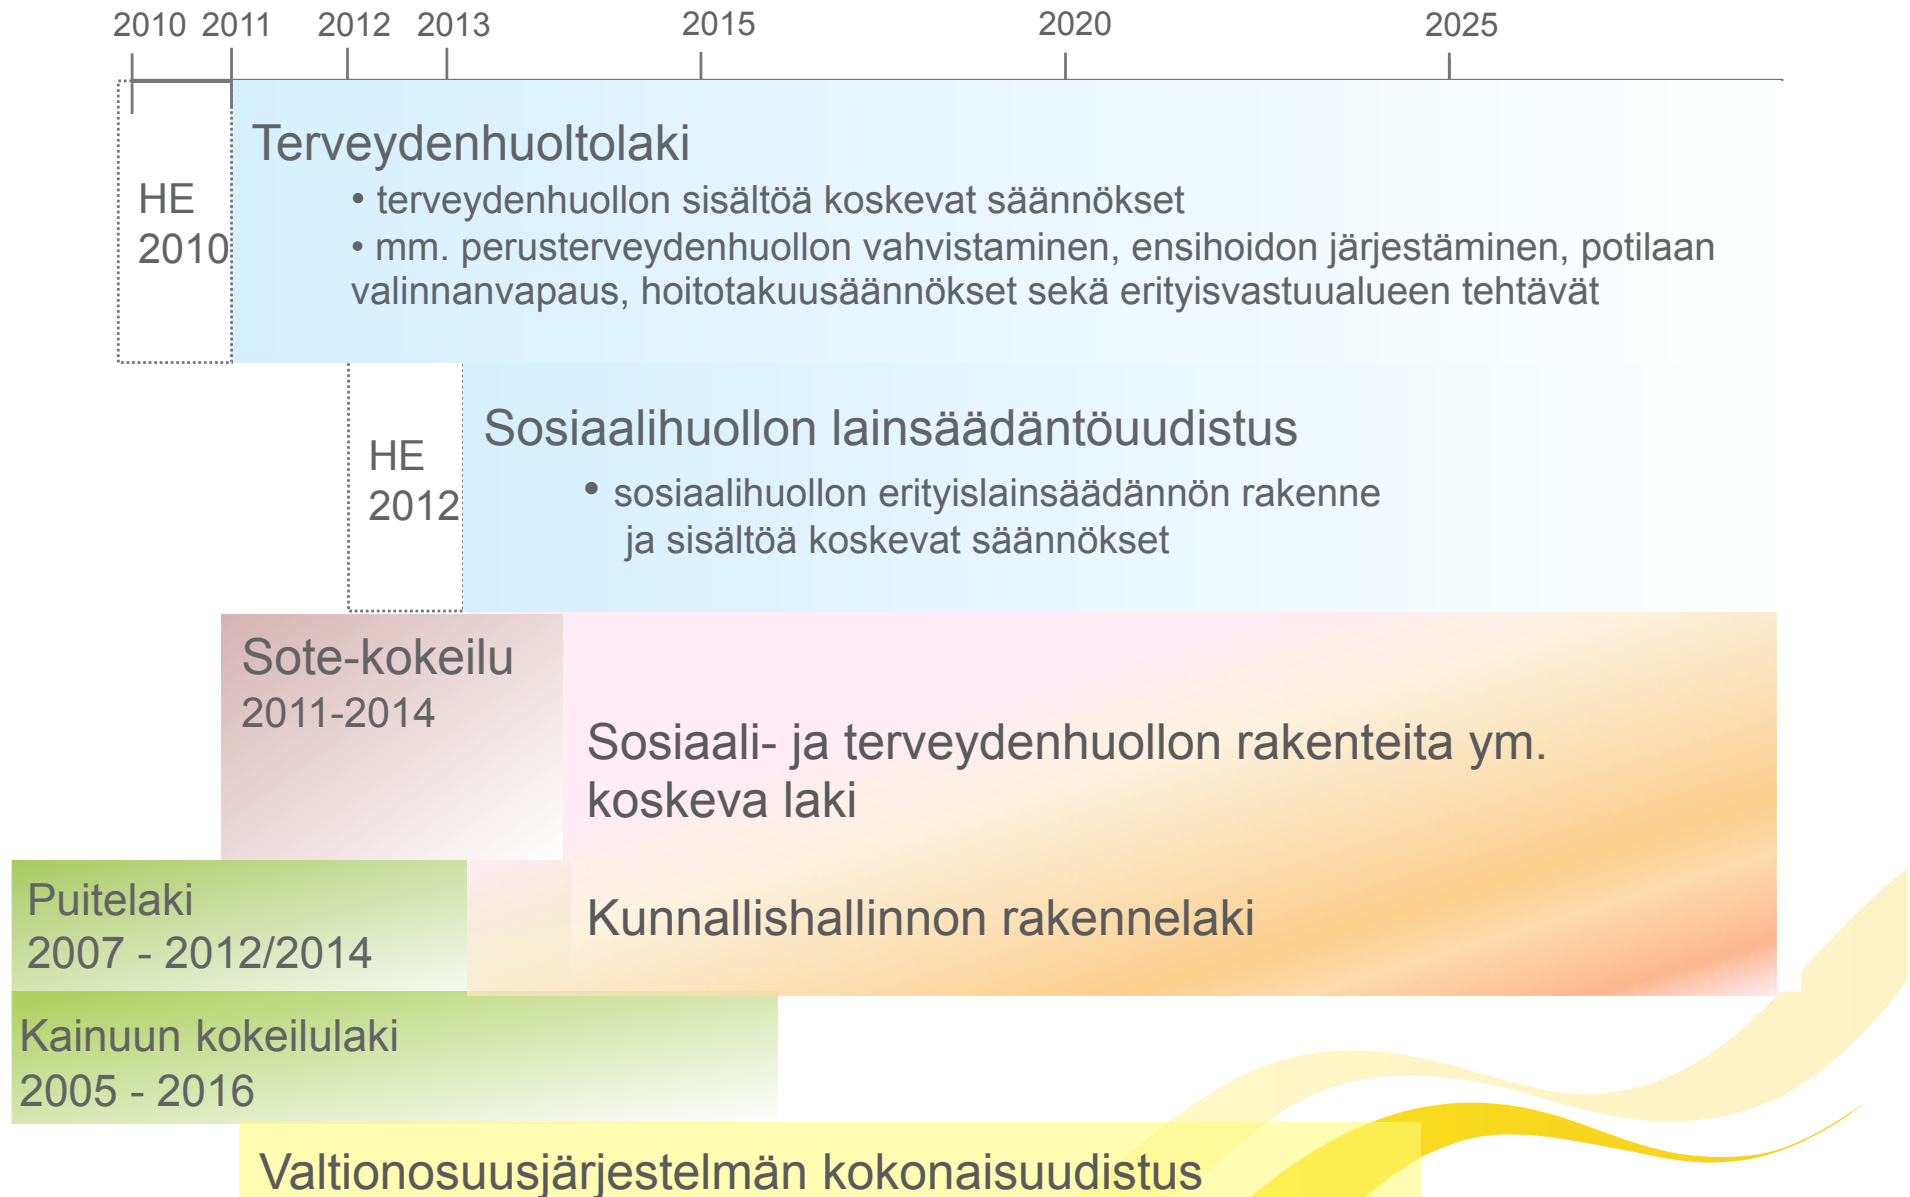 2010 2011 2012 2013 2015 2020 2025
Terveydenhuoltolaki
HE
2010
• terveydenhuollon sisältöä koskevat säännökset
• mm. perusterveydenhuollon vahvistaminen, ensihoidon järjestäminen, potilaan
valinnanvapaus, hoitotakuusäännökset sekä erityisvastuualueen tehtävät
HE
2012
Sosiaalihuollon lainsäädäntöuudistus
• sosiaalihuollon erityislainsäädännön rakenne
ja sisältöä koskevat säännökset
Sote-kokeilu
2011-2014
Sosiaali- ja terveydenhuollon rakenteita ym.
koskeva laki
Puitelaki
2007 - 2012/2014
Kunnallishallinnon rakennelaki
Kainuun kokeilulaki
2005 - 2016
Valtionosuusjärjestelmän kokonaisuudistus